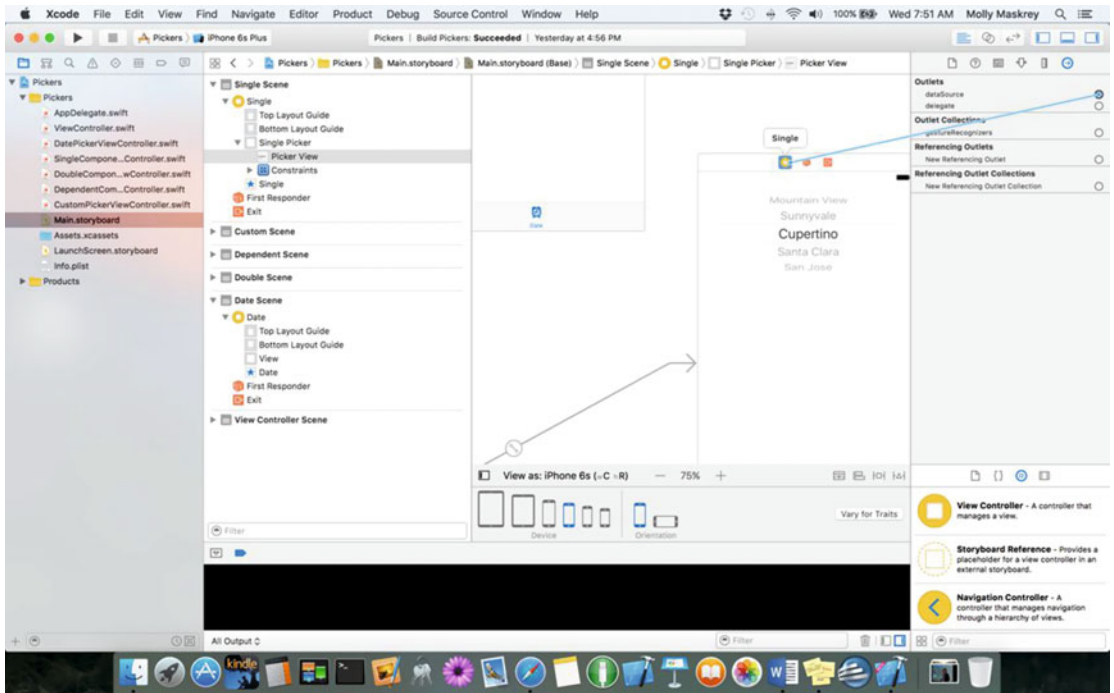 Xcode File Edit View Find Navigate Editor Product Debug Source Control Window Help 100% Wed 7:51 AM Molly Maskrey
Pickers iPhone 6s Plus Pickers | Build Pickers: Succeeded | Yesterday at 4:56 PM
Pickers Pickers Main.storyboard Main.storyboard (Base) Single Scene Single Single Picker Picker View
Pickers
Pickers
AppDelegate.swift
ViewController.swift
DatePickerViewController.swift
SingleCompone...Controller.swift
DoubleCompon...wController.swift
DependentCom...Controller.swift
CustomPickerViewController.swift
Main.storyboard
Assets.xcassets
LaunchScreen.storyboard
Info.plist
Products
Single Scene
Single
Top Layout Guide
Bottom Layout Guide
Single Picker
Picker View
Constraints
Single
First Responder
Exit
Custom Scene
Dependent Scene
Double Scene
Date Scene
Date
Top Layout Guide
Bottom Layout Guide
View
Date
First Responder
Exit
View Controller Scene
Filter
Date
Single
Mountain View
Sunnyvale
Cupertino
Santa Clara
San Jose
View as: iPhone 6s (wC hR) — 75% +
Device
Orientation
Vary for Traits
Outlets
dataSource
delegate
Outlet Collections
gestureRecognizers
Referencing Outlets
New Referencing Outlet
Referencing Outlet Collections
New Referencing Outlet Collection
View Controller - A controller that
manages a view.
Storyboard Reference - Provides a
placeholder for a view controller in an
external storyboard.
Navigation Controller - A
controller that manages navigation
through a hierarchy of views.
All Output
Filter
Filter
kindle